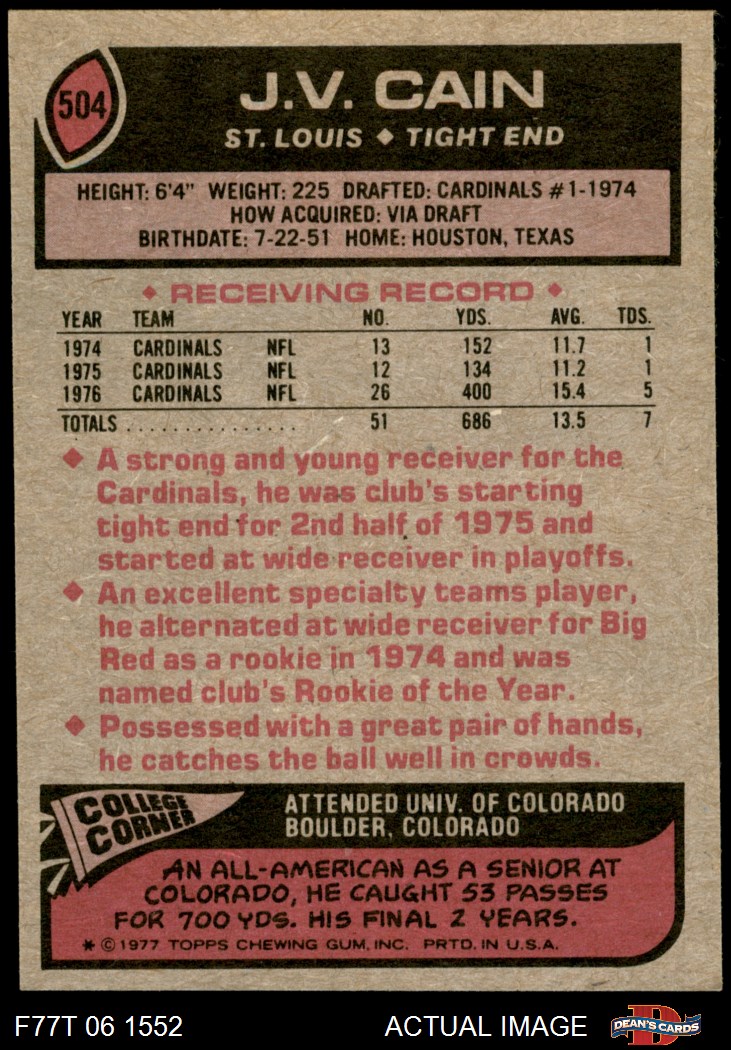 504
J.V. CAIN
ST. LOUIS ◆ TIGHT END
HEIGHT: 6'4" WEIGHT: 225 DRAFTED: CARDINALS #1-1974
HOW ACQUIRED: VIA DRAFT
BIRTHDATE: 7-22-51 HOME: HOUSTON, TEXAS
◆ RECEIVING RECORD ◆
YEAR TEAM NO. YDS. AVG. TDS.
1974 CARDINALS NFL 13 152 11.7 1
1975 CARDINALS NFL 12 134 11.2 1
1976 CARDINALS NFL 26 400 15.4 5
TOTALS . . . . . . . . . . . . . . . 51 686 13.5 7
◆ A strong and young receiver for the
Cardinals, he was club's starting
tight end for 2nd half of 1975 and
started at wide receiver in playoffs.
◆ An excellent specialty teams player,
he alternated at wide receiver for Big
Red as a rookie in 1974 and was
named club's Rookie of the Year.
◆ Possessed with a great pair of hands,
he catches the ball well in crowds.
COLLEGE
CORNER
ATTENDED UNIV. OF COLORADO
BOULDER, COLORADO
AN ALL-AMERICAN AS A SENIOR AT
COLORADO, HE CAUGHT 53 PASSES
FOR 700 YDS. HIS FINAL 2 YEARS.
* © 1977 TOPPS CHEWING GUM, INC. PRTD. IN U.S.A.
F77T 06 1552 ACTUAL IMAGE
D
DEAN'S CARDS